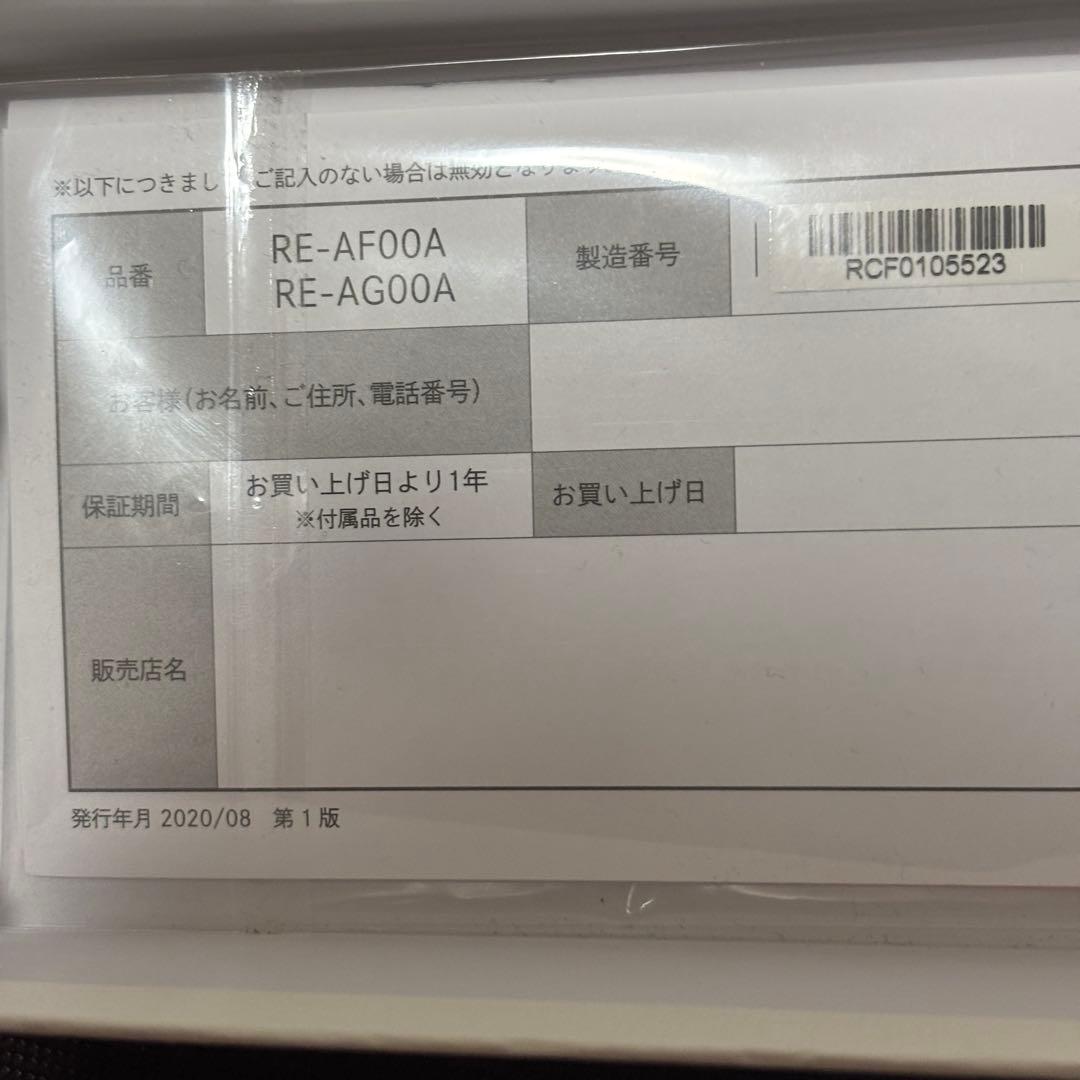 ※以下につきまし ご記入のない場合は無効となります
品番
RE-AF00A
RE-AG00A
製造番号
RCF0105523
お客様(お名前、ご住所、電話番号)
保証期間
お買い上げ日より1年
※付属品を除く
お買い上げ日
販売店名
発行年月 2020/08 第1版